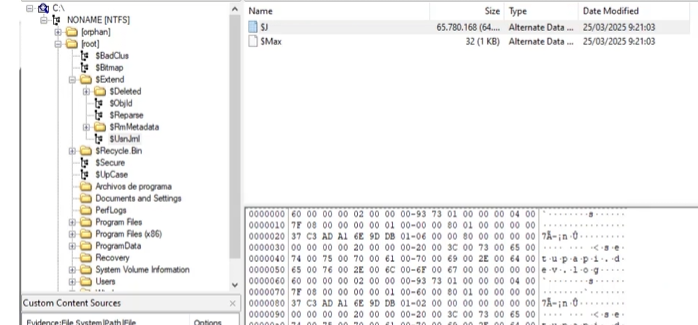 C:\
NONAME [NTFS]
[orphan]
[root]
$BadClus
$Bitmap
$Extend
$Deleted
$ObjId
$Reparse
$RmMetadata
$UsnJrnl
$Recycle.Bin
$Secure
$UpCase
Archivos de programa
Documents and Settings
PerfLogs
Program Files
Program Files (x86)
ProgramData
Recovery
System Volume Information
Users
Custom Content Sources
Evidence:File System|Path|File Options
Name Size Type Date Modified
$J 65.780.168 (64.... Alternate Data ... 25/03/2025 9:21:03
$Max 32 (1 KB) Alternate Data ... 25/03/2025 9:21:03
0000000 60 00 00 00 02 00 00 00-93 73 01 00 00 00 04 00 `·······s······
0000010 7F 08 00 00 00 00 01 00-00 00 80 01 00 00 00 00
0000020 37 C3 AD A1 6E 9D DB 01-06 00 00 80 00 00 00 00 7Ã-¡n·Û·
0000030 00 00 00 00 20 00 00 00-20 00 3C 00 73 00 65 00 ···· ··· ·<·s·e·
0000040 74 00 75 00 70 00 61 00-70 00 69 00 2E 00 64 00 t·u·p·a·p·i·.·d·
0000050 65 00 76 00 2E 00 6C 00-6F 00 67 00 00 00 00 00 e·v·.·l·o·g·····
0000060 60 00 00 00 02 00 00 00-93 73 01 00 00 00 04 00
0000070 7F 08 00 00 00 00 01 00-60 00 80 01 00 00 00 00
0000080 37 C3 AD A1 6E 9D DB 01-02 00 00 00 00 00 00 00 7Ã-¡n·Û·
0000090 00 00 00 00 20 00 00 00-20 00 3C 00 73 00 65 00 ···· ··· ·<·s·e·